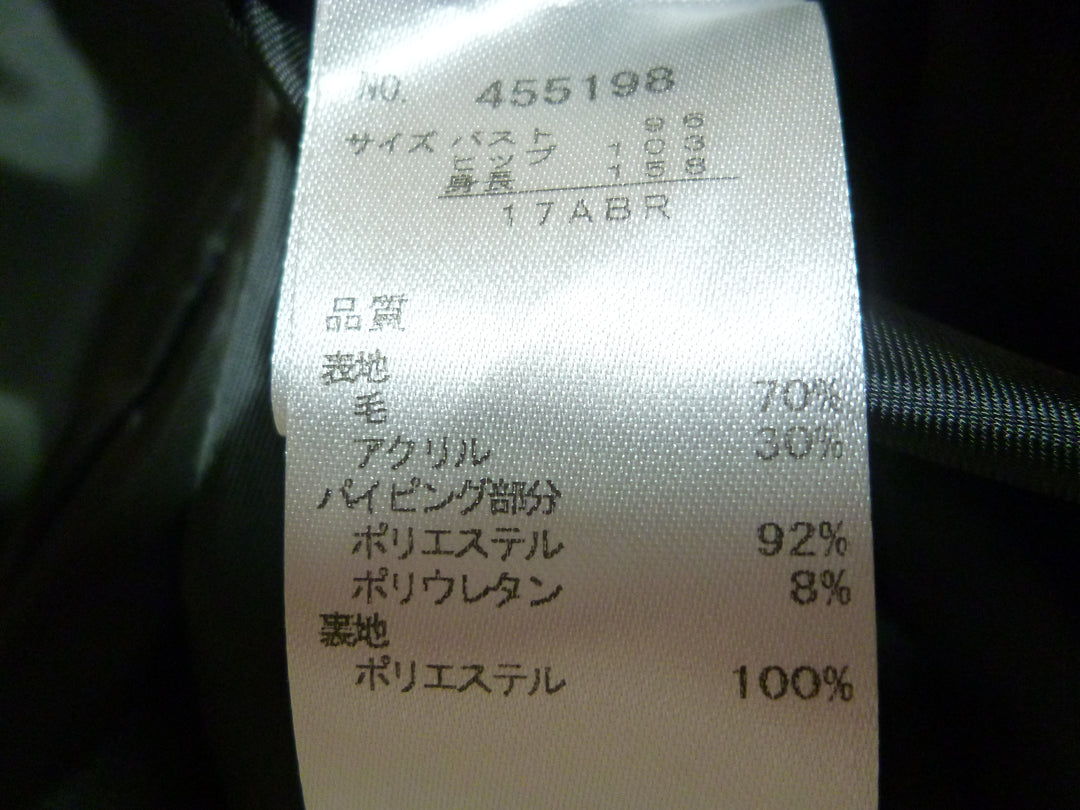 NO. 455198
サイズ バスト 96
ヒップ 103
身長 158
17ABR
品質
表地
毛 70%
アクリル 30%
パイピング部分
ポリエステル 92%
ポリウレタン 8%
裏地
ポリエステル 100%